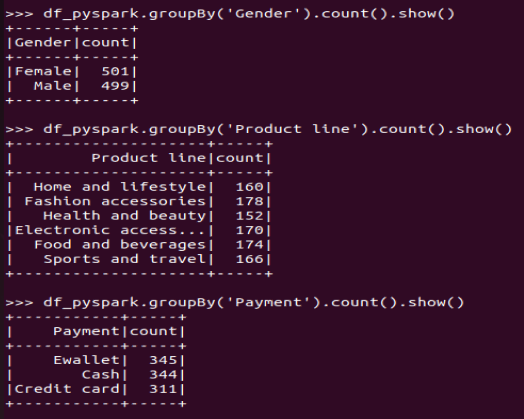 >>> df_pyspark.groupBy('Gender').count().show()
+------+-----+
|Gender|count|
+------+-----+
|Female|  501|
|  Male|  499|
+------+-----+
>>> df_pyspark.groupBy('Product line').count().show()
+--------------------+-----+
|        Product line|count|
+--------------------+-----+
|  Home and lifestyle|  160|
| Fashion accessories|  178|
|   Health and beauty|  152|
|Electronic access...|  170|
|  Food and beverages|  174|
|   Sports and travel|  166|
+--------------------+-----+
>>> df_pyspark.groupBy('Payment').count().show()
+-----------+-----+
|    Payment|count|
+-----------+-----+
|    Ewallet|  345|
|       Cash|  344|
|Credit card|  311|
+-----------+-----+